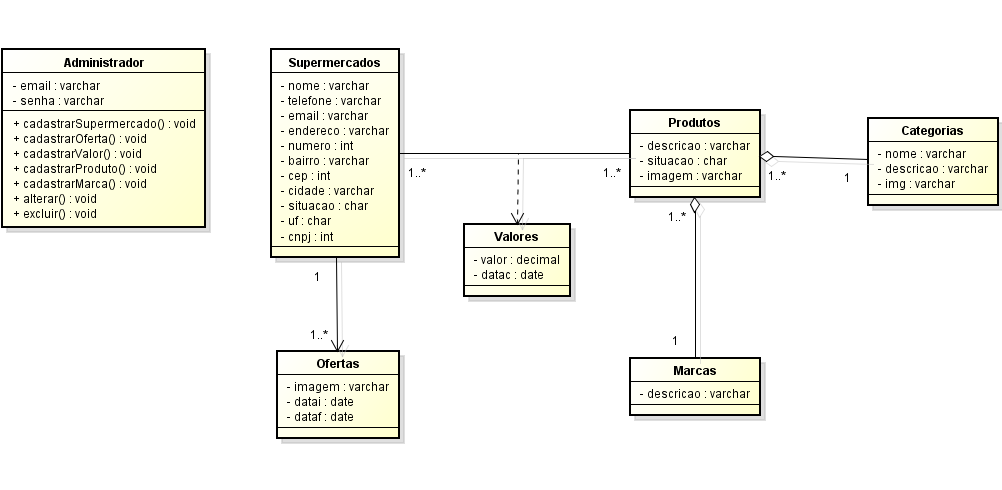 Administrador
- email : varchar
- senha : varchar
+ cadastrarSupermercado() : void
+ cadastrarOferta() : void
+ cadastrarValor() : void
+ cadastrarProduto() : void
+ cadastrarMarca() : void
+ alterar() : void
+ excluir() : void
Supermercados
- nome : varchar
- telefone : varchar
- email : varchar
- endereco : varchar
- numero : int
- bairro : varchar
- cep : int
- cidade : varchar
- situacao : char
- uf : char
- cnpj : int
1..*
1..*
Produtos
- descricao : varchar
- situacao : char
- imagem : varchar
1..*
1
Categorias
- nome : varchar
- descricao : varchar
- img : varchar
1..*
Valores
- valor : decimal
- datac : date
1
1..*
Ofertas
- imagem : varchar
- datai : date
- dataf : date
1
Marcas
- descricao : varchar